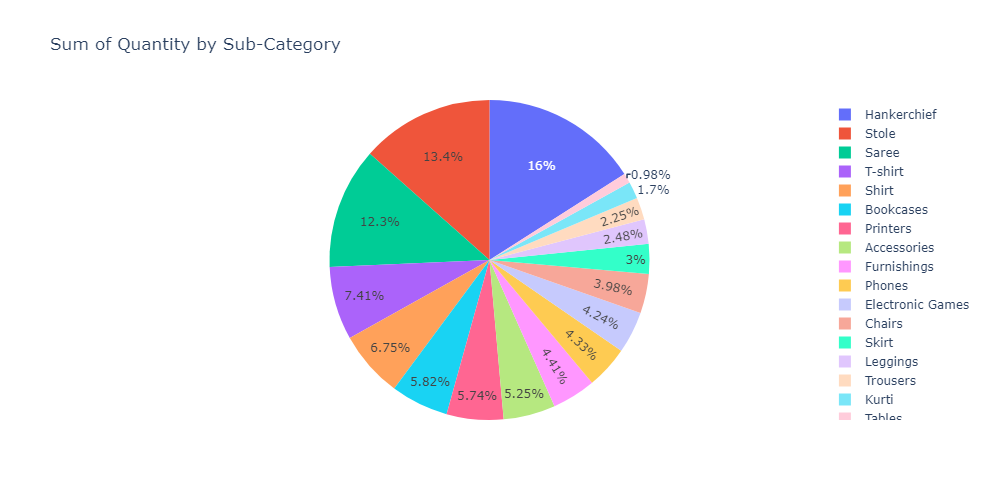 Sum of Quantity by Sub-Category
16%
13.4%
12.3%
7.41%
6.75%
5.82%
5.74%
5.25%
4.41%
4.33%
4.24%
3.98%
3%
2.48%
2.25%
1.7%
0.98%
Hankerchief
Stole
Saree
T-shirt
Shirt
Bookcases
Printers
Accessories
Furnishings
Phones
Electronic Games
Chairs
Skirt
Leggings
Trousers
Kurti
Tables